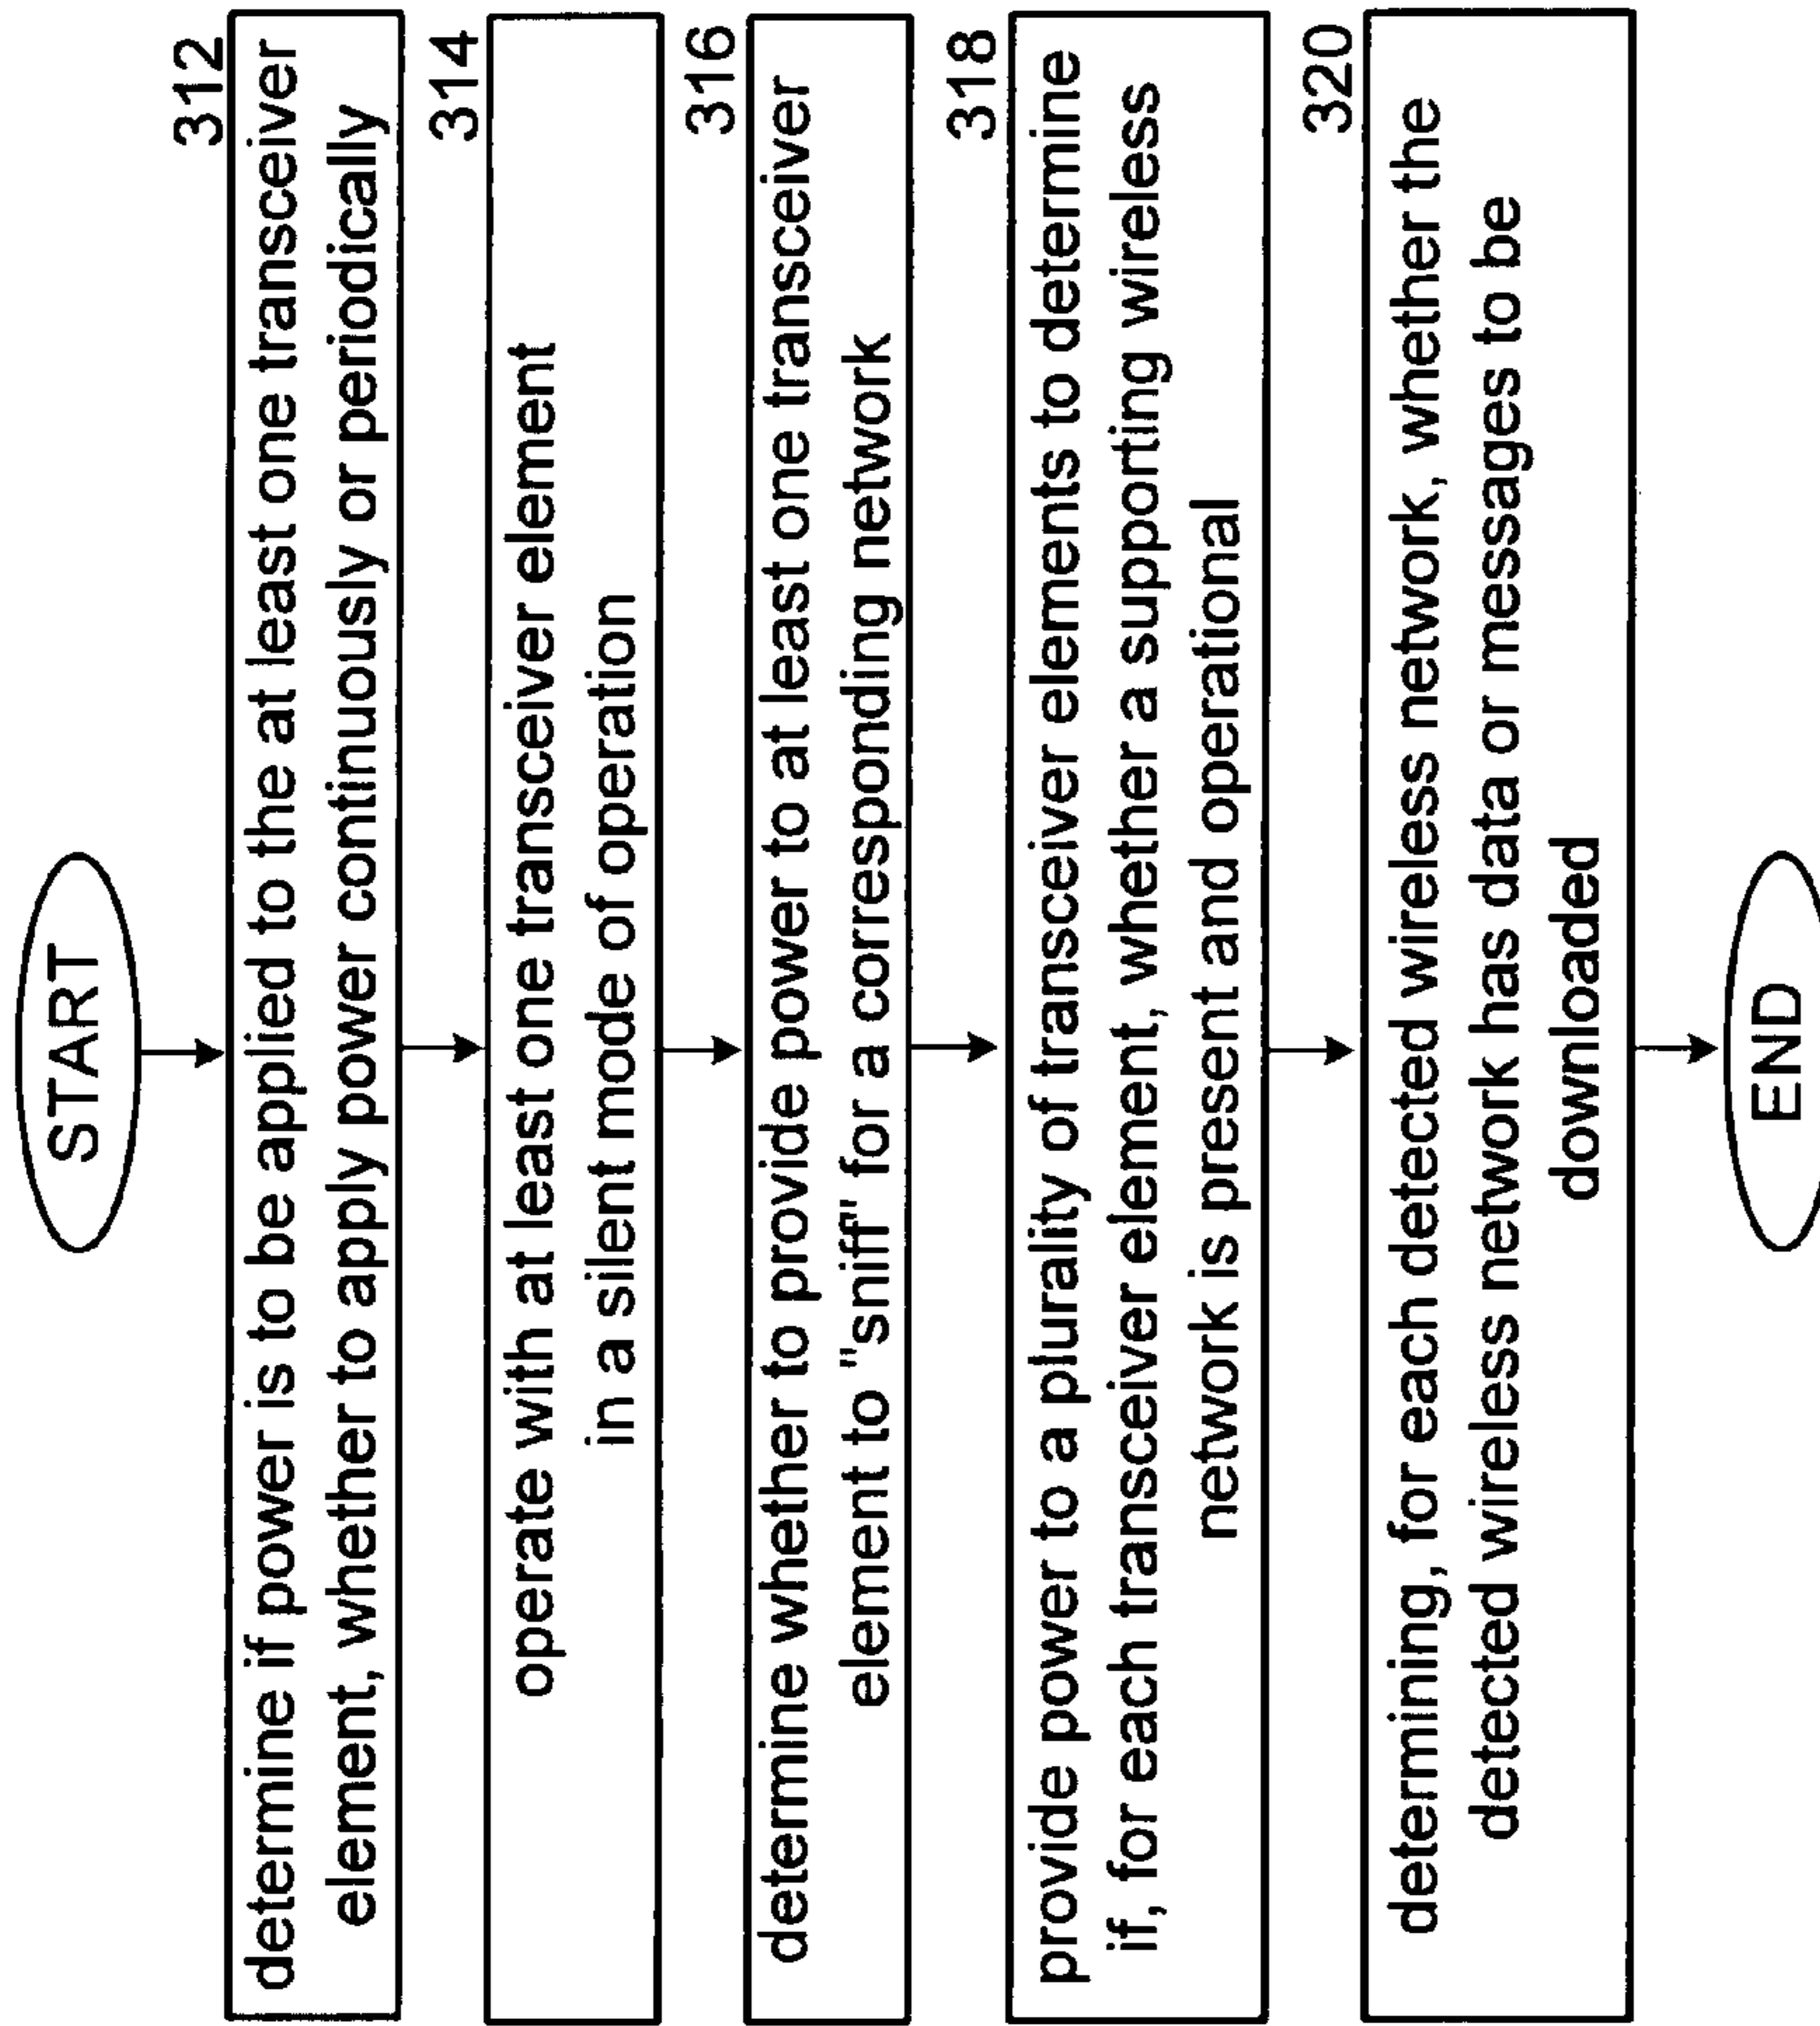 START
312
determine if power is to be applied to the at least one transceiver
element, whether to apply power continuously or periodically
314
operate with at least one transceiver element
in a silent mode of operation
316
determine whether to provide power to at least one transceiver
element to "sniff" for a corresponding network
318
provide power to a plurality of transceiver elements to determine
if, for each transceiver element, whether a supporting wireless
network is present and operational
320
determining, for each detected wireless network, whether the
detected wireless network has data or messages to be
downloaded
END